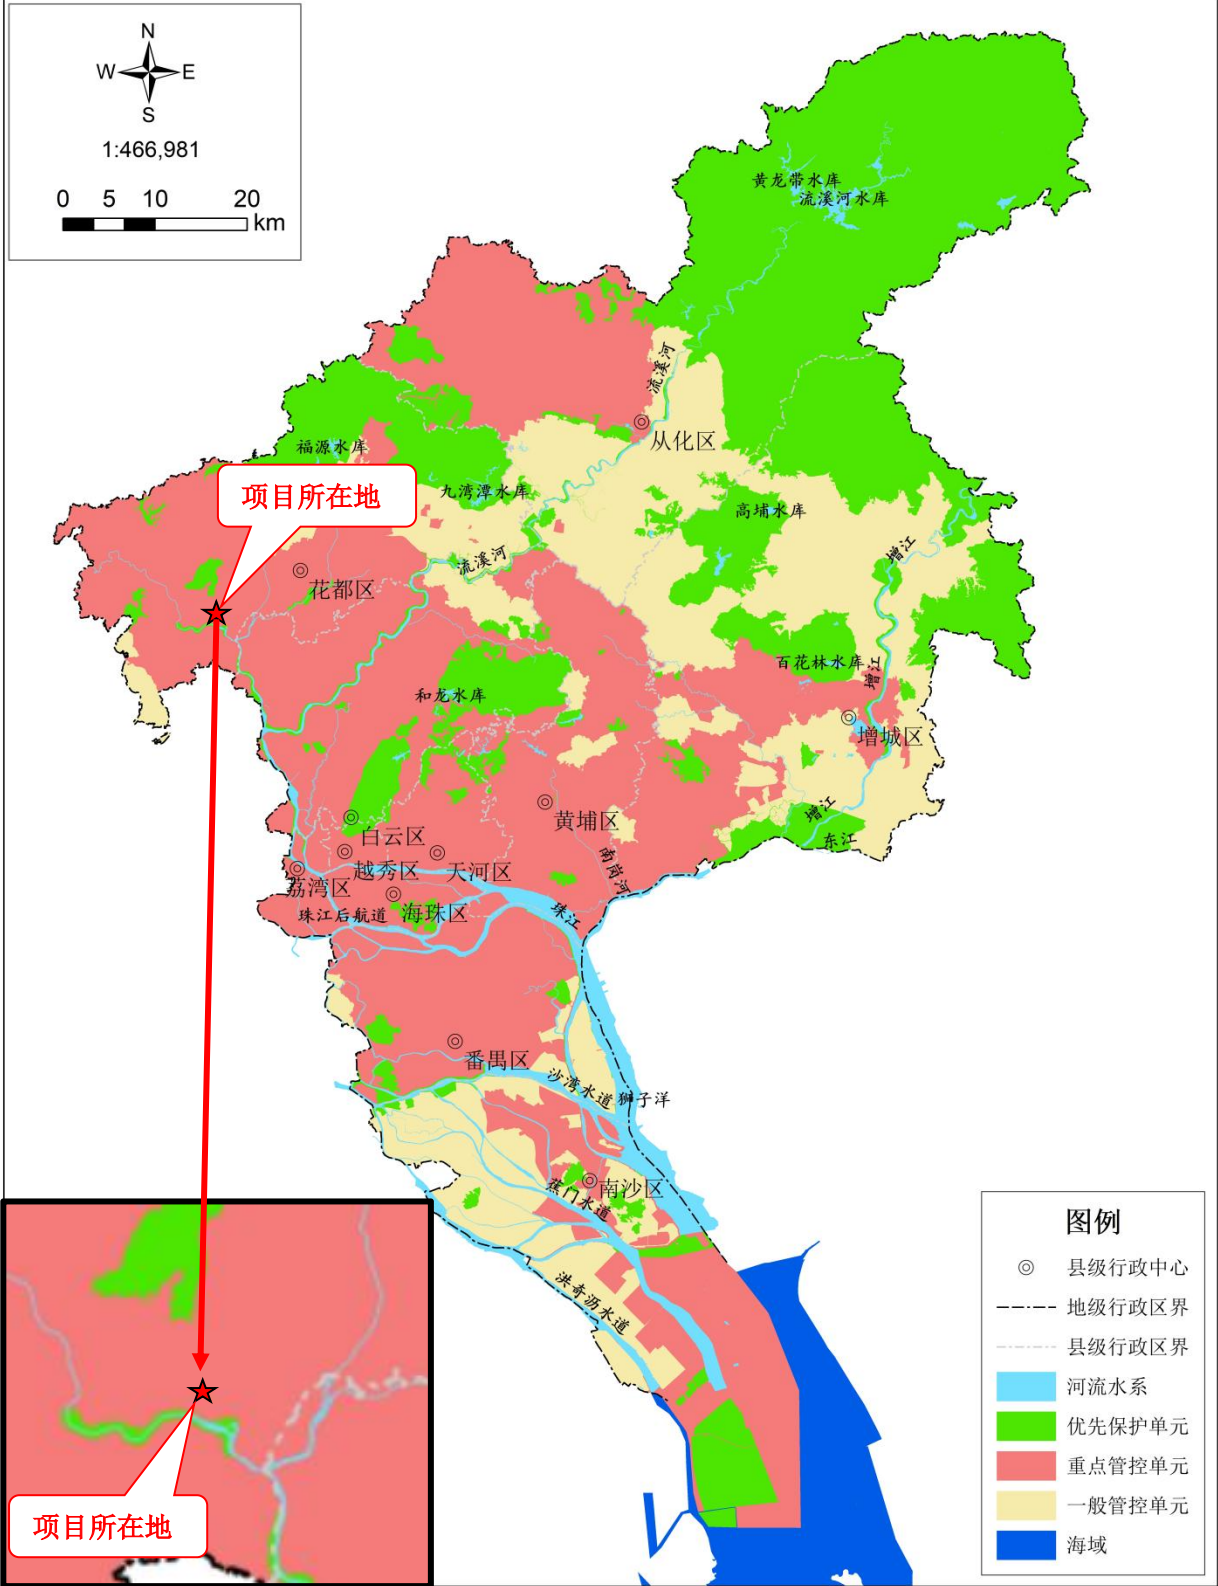 N
W E
S
1:466,981
0 5 10 20
km
黄龙带水库
流溪河水库
流溪河
从化区
福源水库
项目所在地
九湾潭水库
高埔水库
增江
流溪河
花都区
百花林水库
增江
和龙水库
增城区
增江
黄埔区
白云区
东江
越秀区
天河区
南岗河
荔湾区
海珠区
珠江后航道
珠江
番禺区
沙湾水道
狮子洋
南沙区
蕉门水道
洪奇沥水道
项目所在地
图例
县级行政中心
地级行政区界
县级行政区界
河流水系
优先保护单元
重点管控单元
一般管控单元
海域